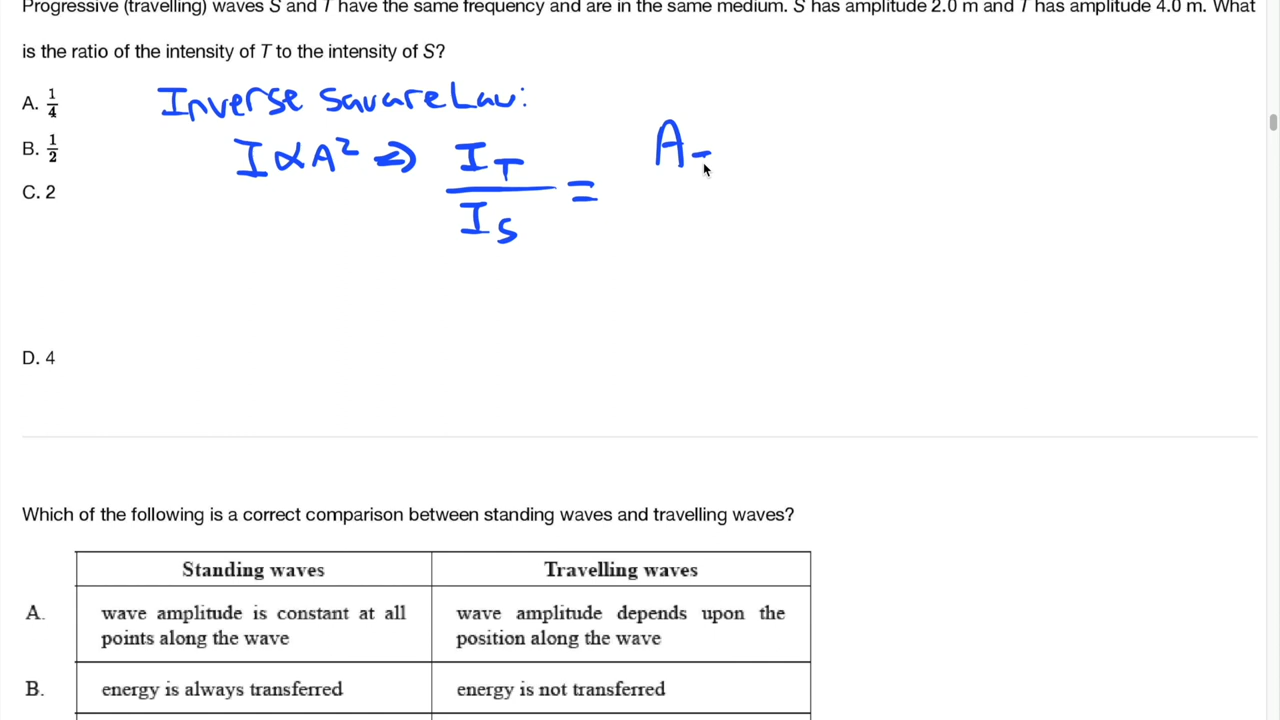 Progressive (travelling) waves S and T have the same frequency and are in the same medium. S has amplitude 2.0 m and T has amplitude 4.0 m. What
is the ratio of the intensity of T to the intensity of S?
A. 1/4
Inverse Square Law:
B. 1/2
I ∝ A² => I_T / I_S = A
C. 2
D. 4
Which of the following is a correct comparison between standing waves and travelling waves?
Standing waves Travelling waves
A. wave amplitude is constant at all wave amplitude depends upon the
points along the wave position along the wave
B. energy is always transferred energy is not transferred